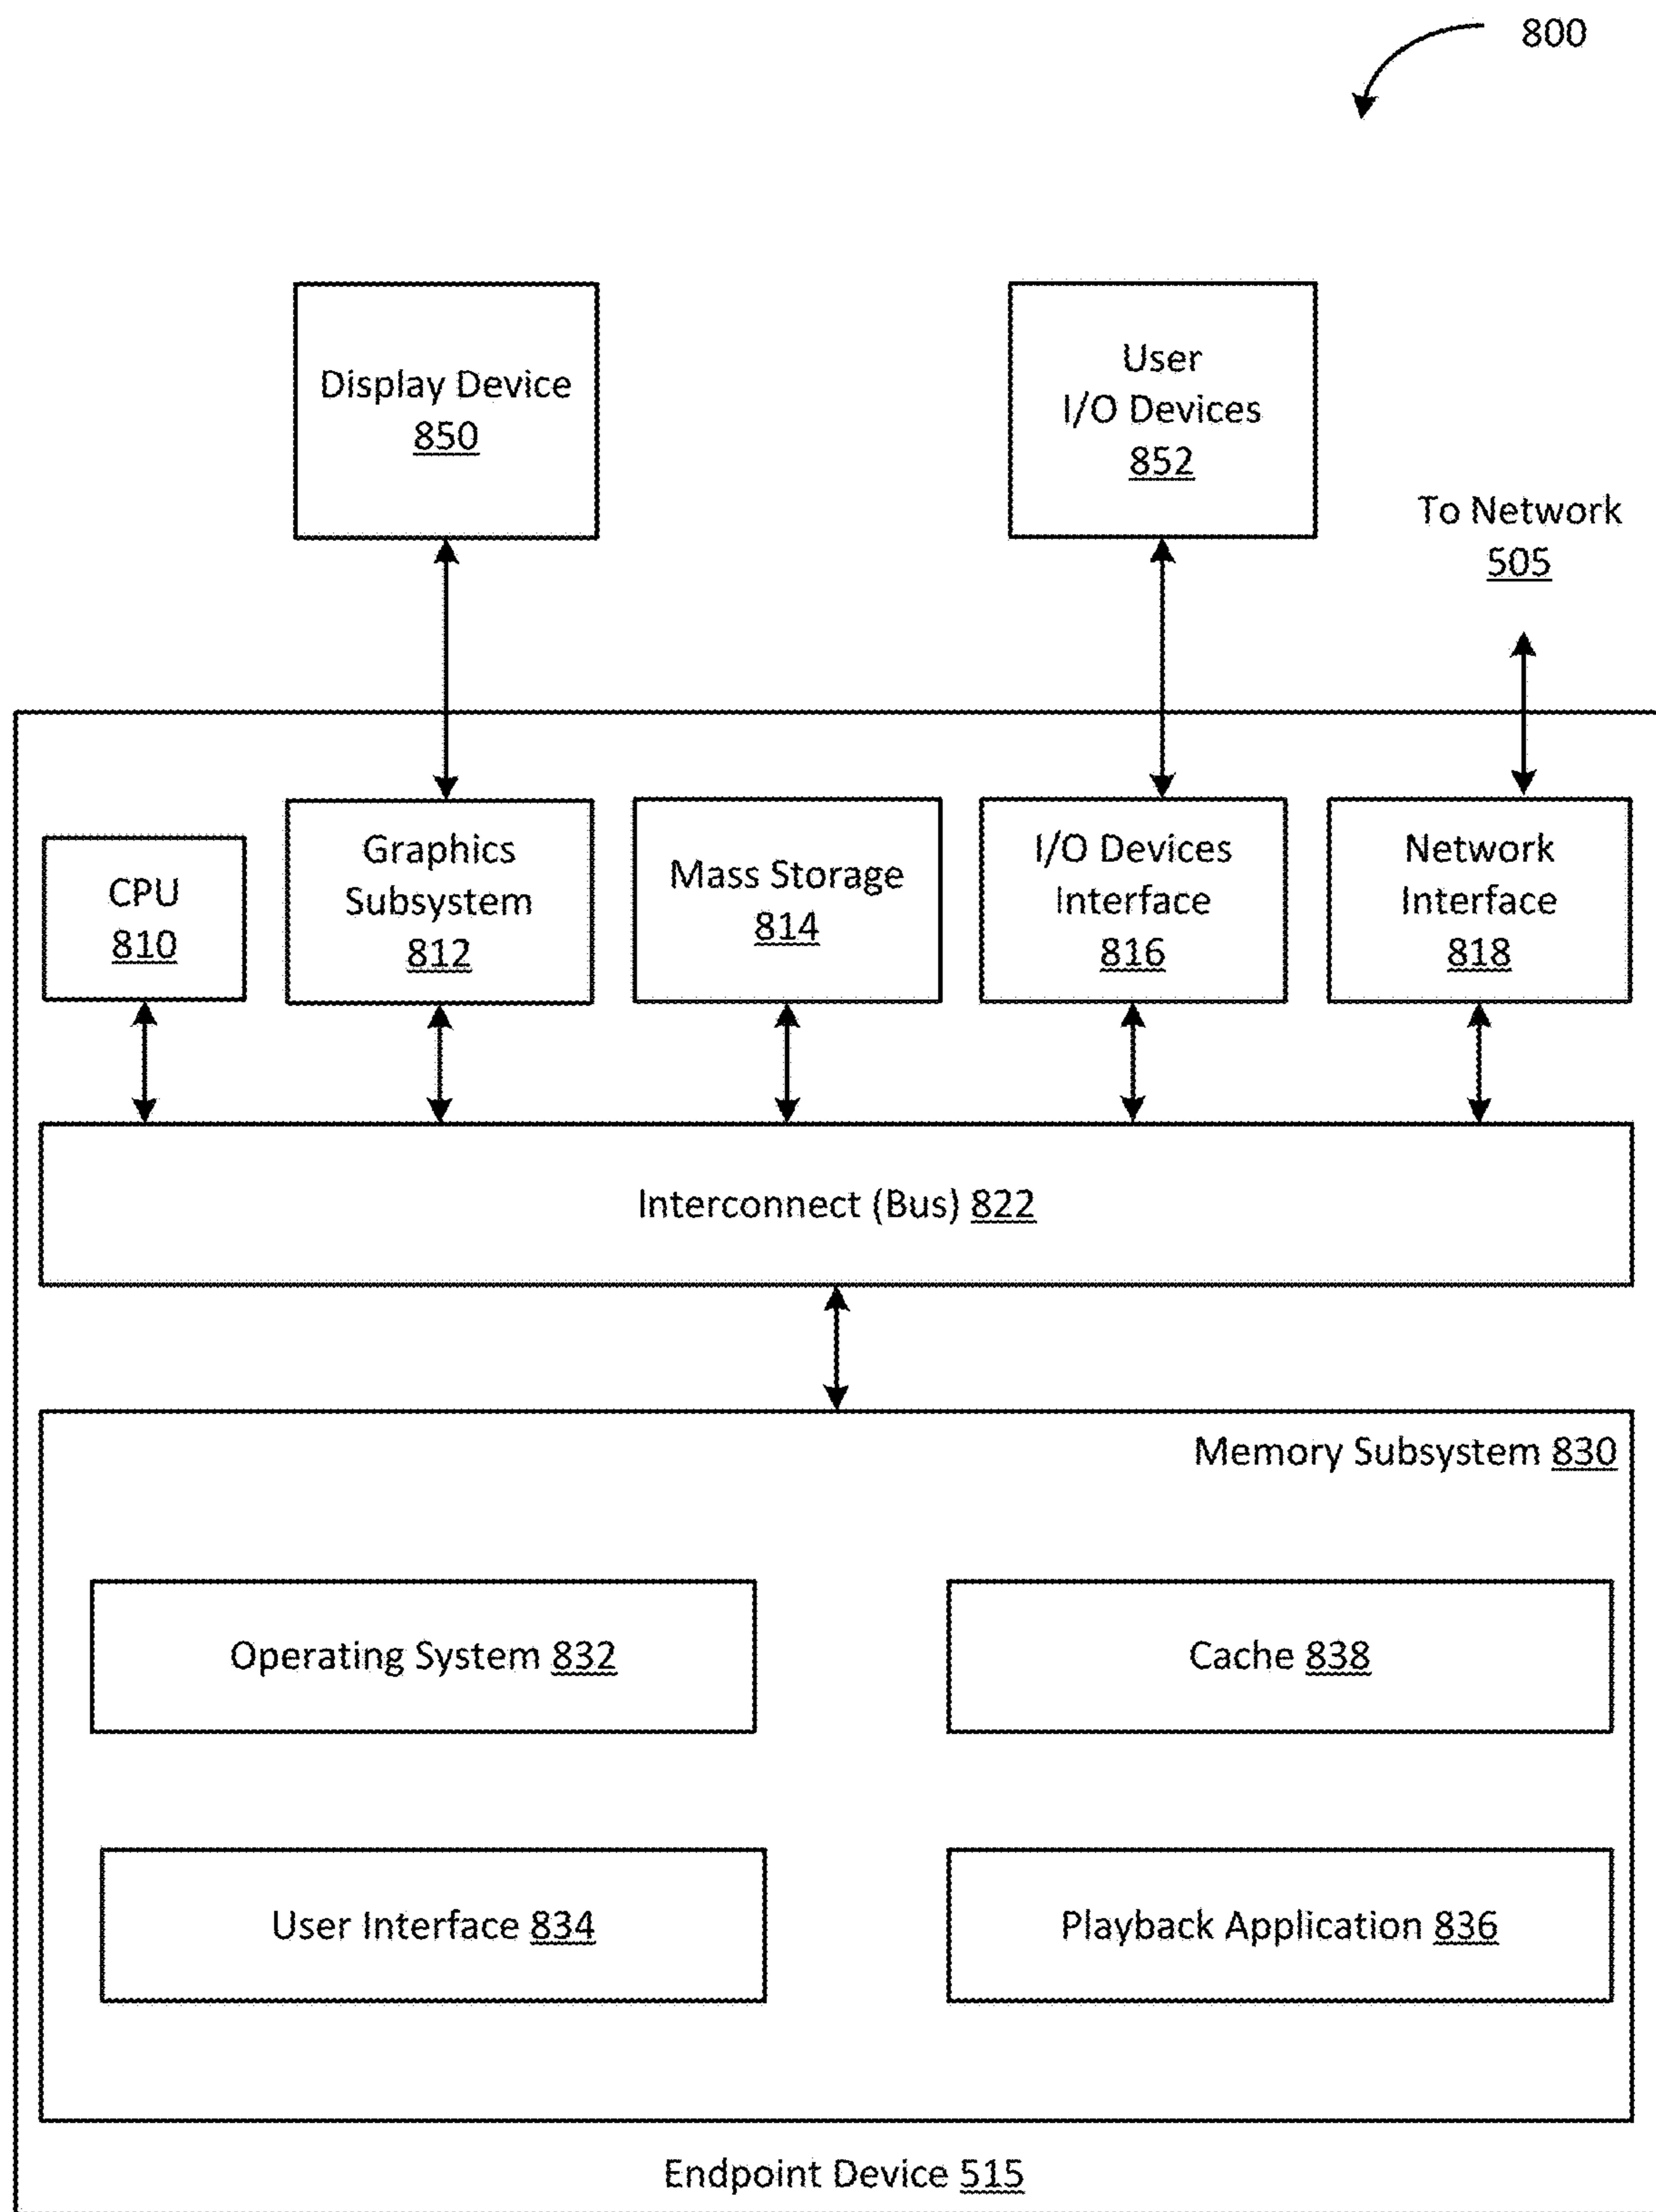 800
Display Device
850
User
I/O Devices
852
To Network
505
CPU
810
Graphics
Subsystem
812
Mass Storage
814
I/O Devices
Interface
816
Network
Interface
818
Interconnect (Bus) 822
Memory Subsystem 830
Operating System 832
Cache 838
User Interface 834
Playback Application 836
Endpoint Device 515